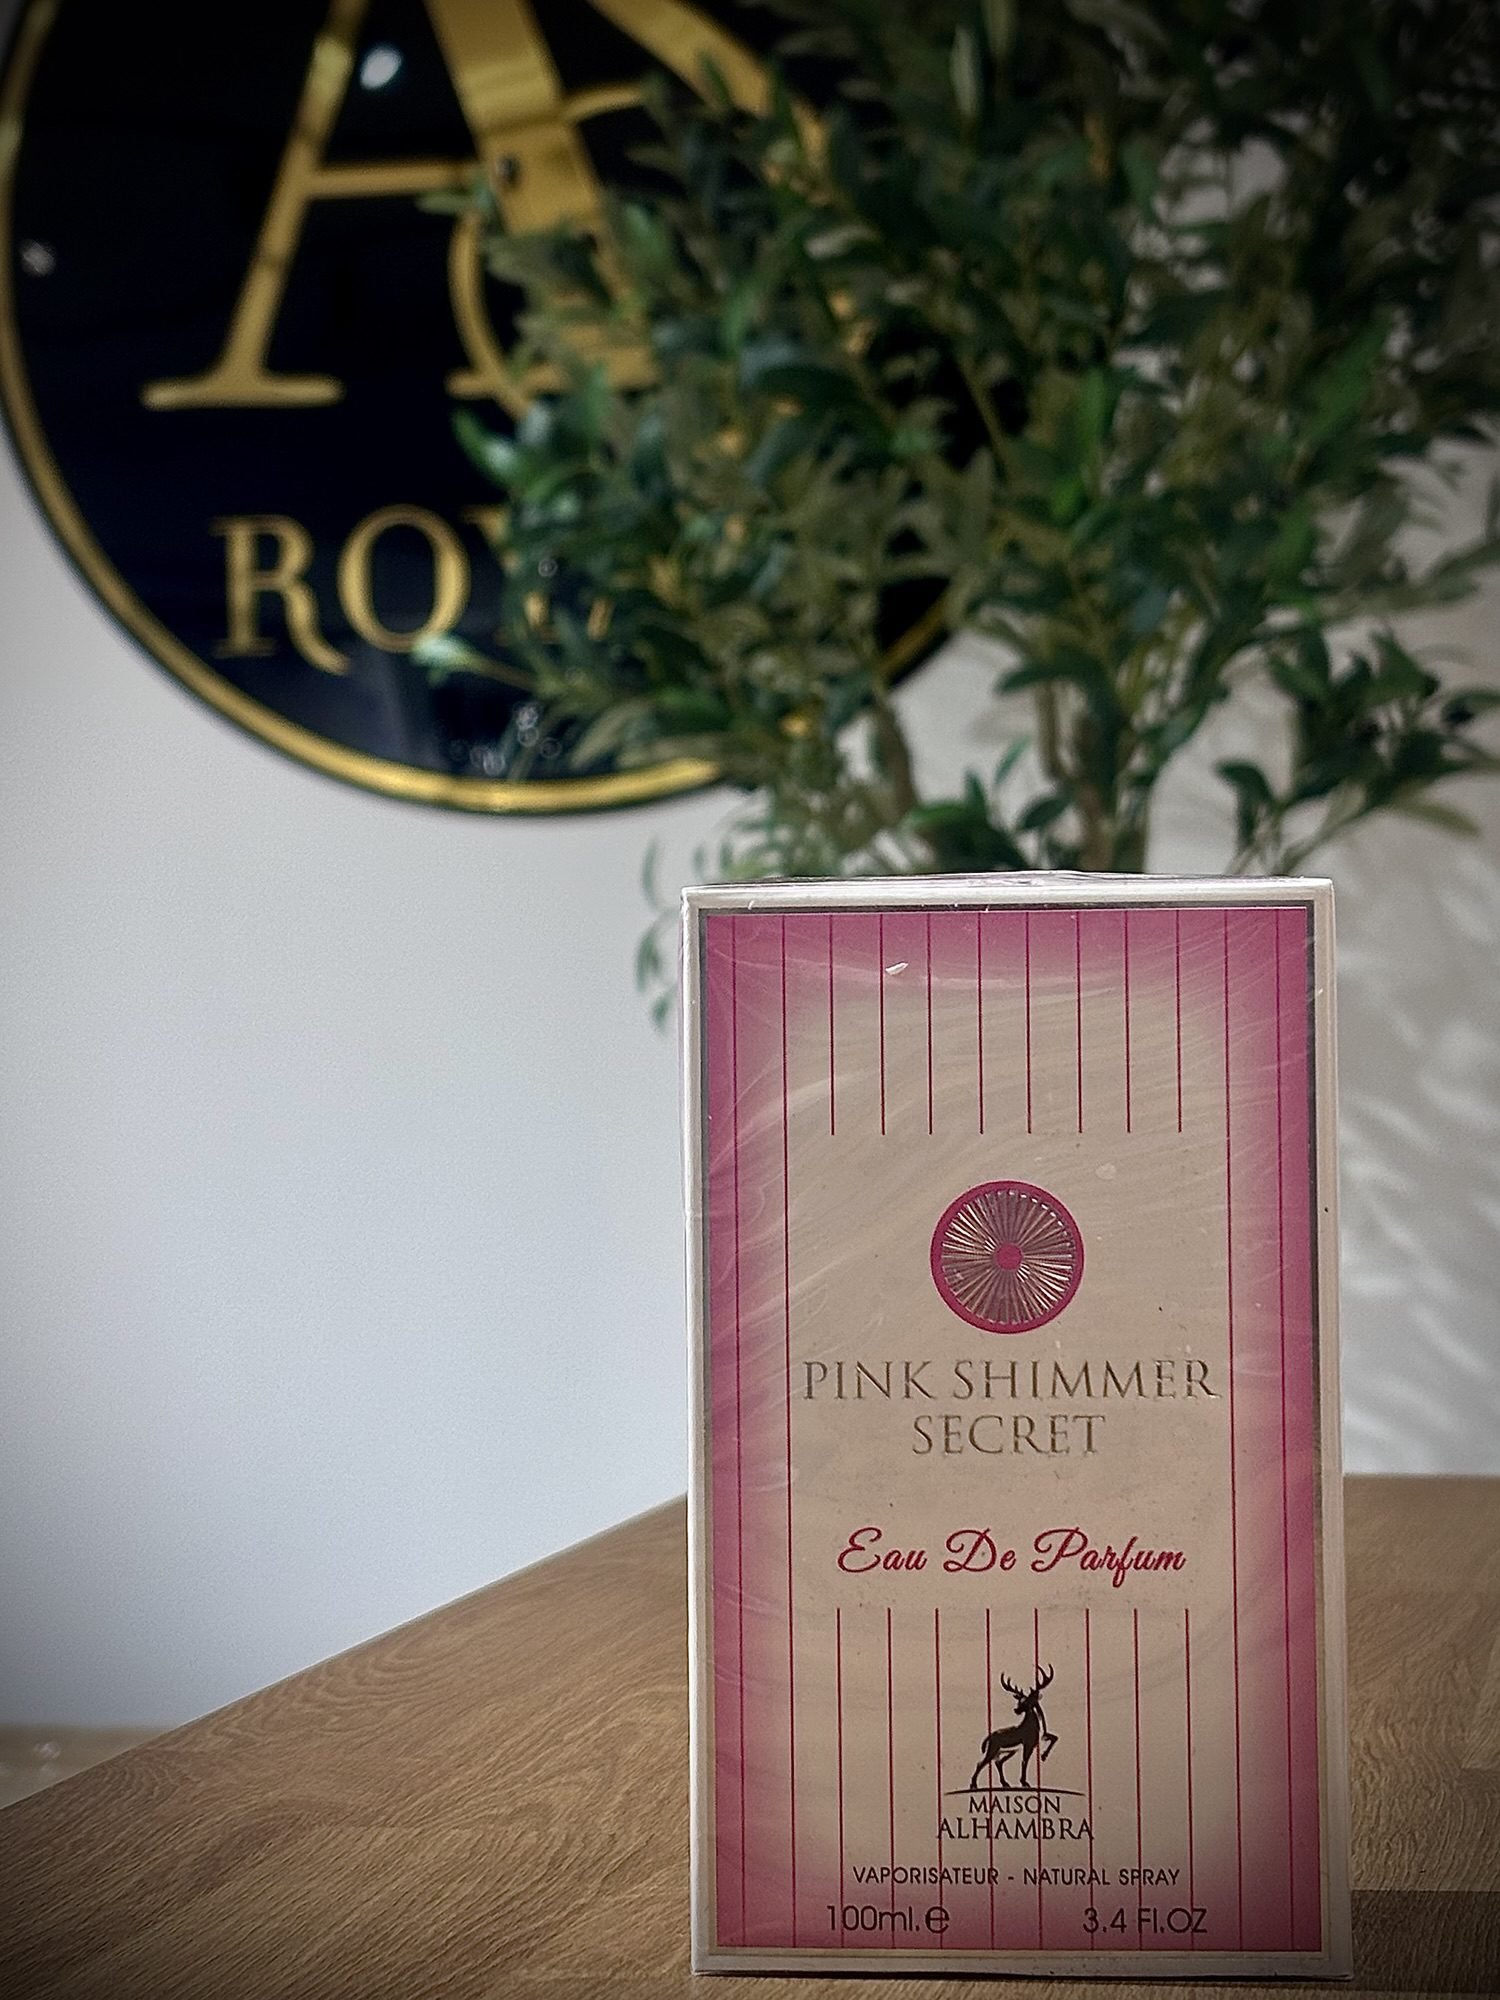 PINK SHIMMER
SECRET
Eau De Parfum
MAISON
ALHAMBRA
VAPORISATEUR - NATURAL SPRAY
100ml.e 3.4 Fl.OZ